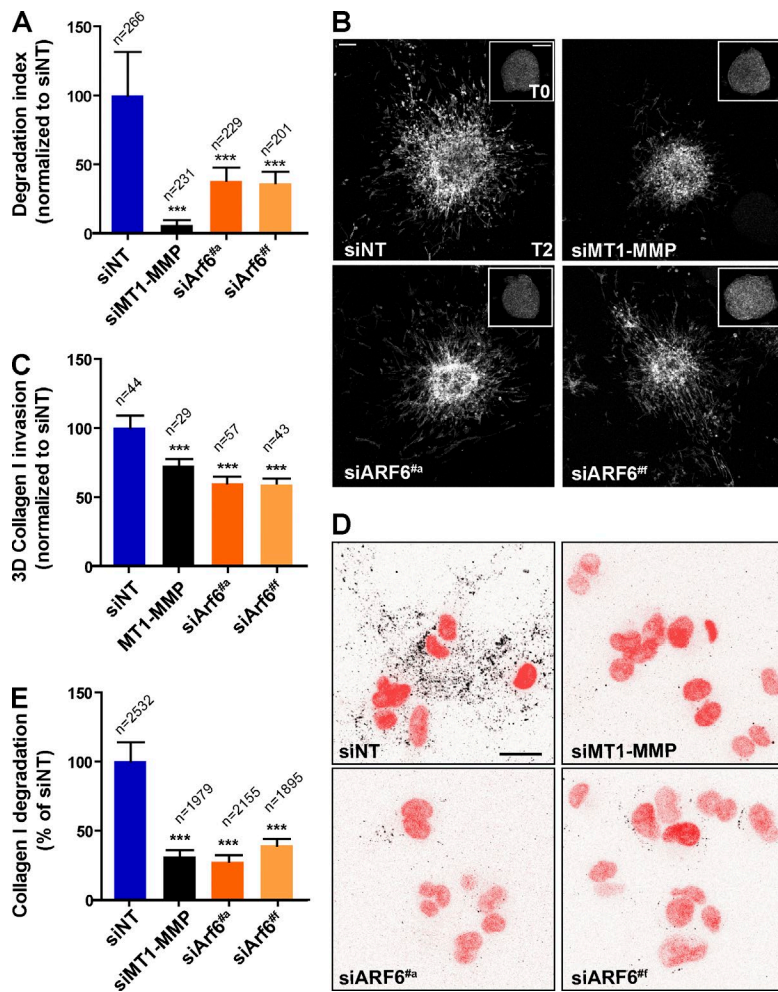 A
Degradation index
(normalized to siNT)
150
100
50
0
n=266
n=231
n=229
n=201
***
***
***
siNT
siMT1-MMP
siArf6#a
siArf6#f
B
T0
siNT
T2
siMT1-MMP
siARF6#a
siARF6#f
C
3D Collagen I invasion
(normalized to siNT)
150
100
50
0
n=44
n=29
n=57
n=43
***
***
***
siNT
MT1-MMP
siArf6#a
siArf6#f
D
siNT
siMT1-MMP
siARF6#a
siARF6#f
E
Collagen I degradation
(% of siNT)
100
50
0
n=2532
n=1979
n=2155
n=1895
***
***
***
siNT
siMT1-MMP
siArf6#a
siArf6#f